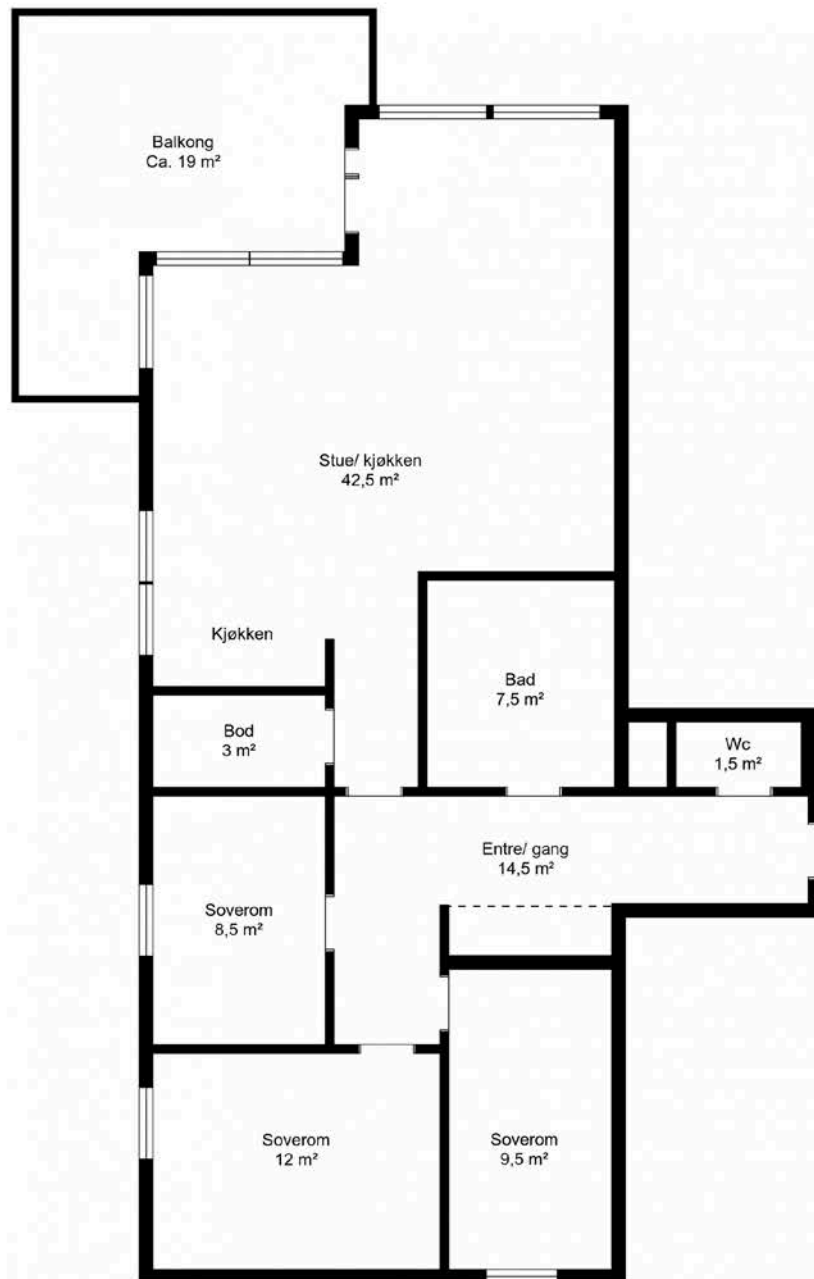 Balkong
Ca. 19 m²
Stue/ kjøkken
42,5 m²
Kjøkken
Bad
7,5 m²
Bod
3 m²
Wc
1,5 m²
Entre/ gang
14,5 m²
Soverom
8,5 m²
Soverom
12 m²
Soverom
9,5 m²